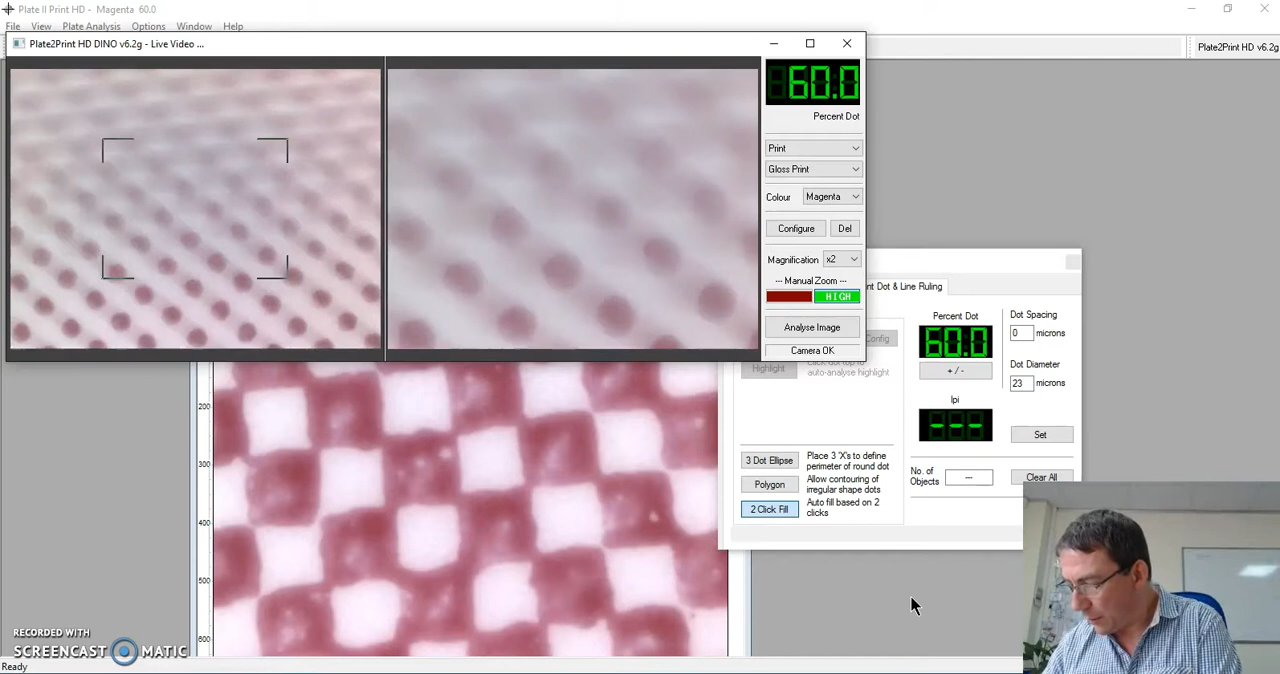 Plate II Print HD - Magenta 60.0
File View Plate Analysis Options Window Help
Plate2Print HD DINO v6.2g - Live Video ...
Plate2Print HD v6.2g
60.0
Percent Dot
Print
Gloss Print
Colour Magenta
Configure Del
Magnification x2
--- Manual Zoom ---
HIGH
Analyse Image
Camera OK
nt Dot & Line Ruling
Config
Highlight
Click dot top to
auto-analyse highlight
Percent Dot
60.0
+ / -
lpi
---
Dot Spacing
0 microns
Dot Diameter
23 microns
Set
No. of
Objects
---
Clear All
3 Dot Ellipse
Place 3 'X's to define
perimeter of round dot
Polygon
Allow contouring of
irregular shape dots
2 Click Fill
Auto fill based on 2
clicks
200
300
400
500
600
RECORDED WITH
SCREENCAST MATIC
Ready